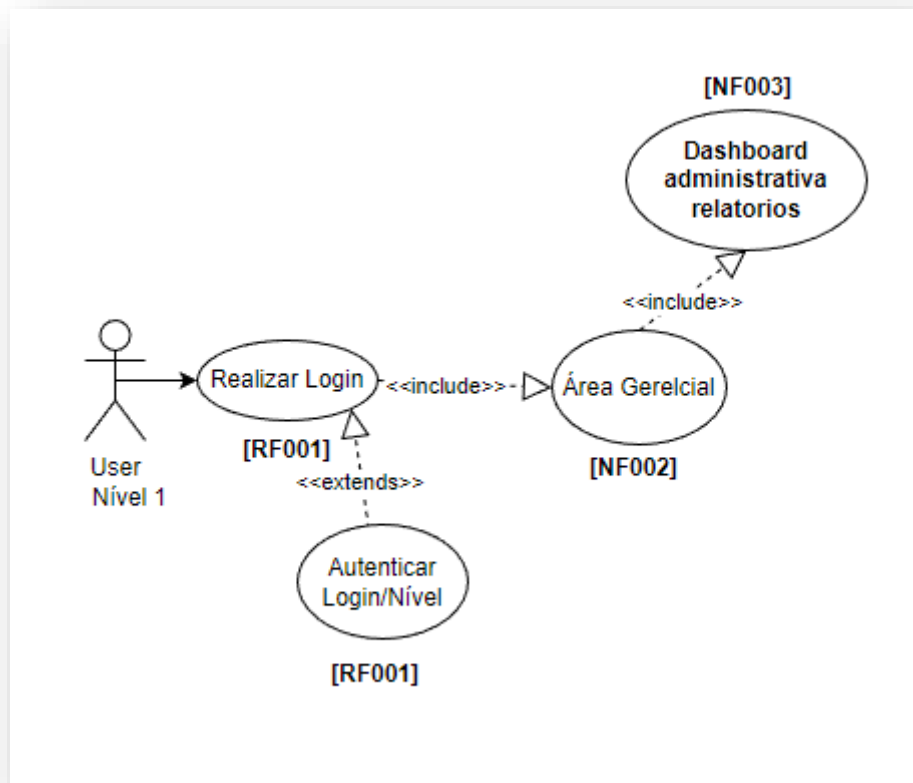 [NF003]
Dashboard
administrativa
relatorios
<<include>>
Realizar Login
<<include>>
Área Gerelcial
[RF001]
[NF002]
User
Nível 1
<<extends>>
Autenticar
Login/Nível
[RF001]